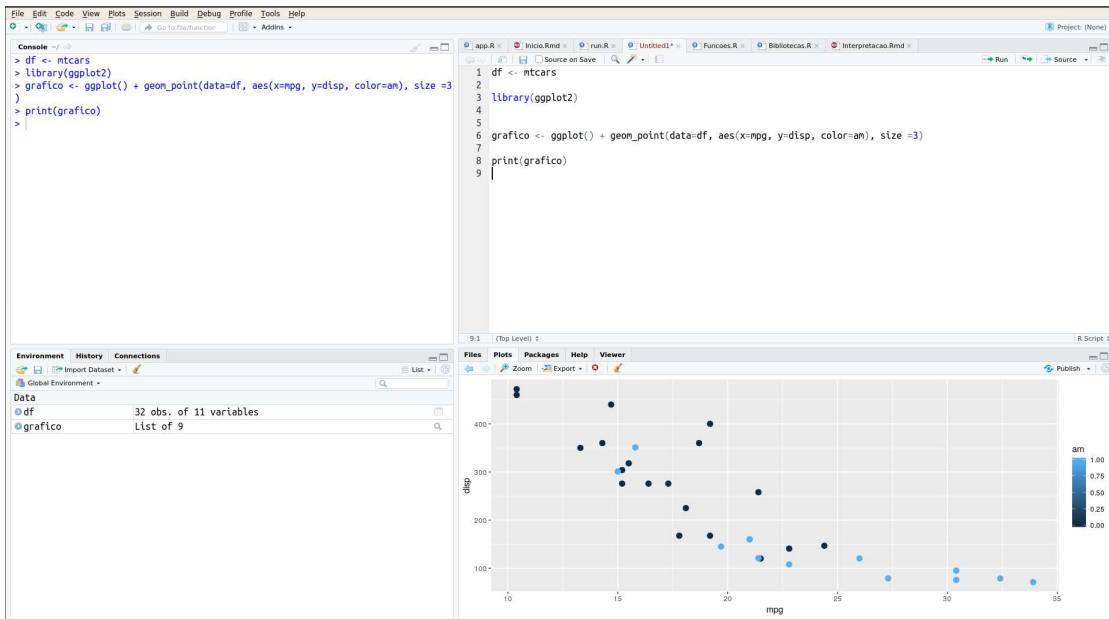 File Edit Code View Plots Session Build Debug Profile Tools Help
Go to file/function Addins Project: (None)
Console ~/
> df <- mtcars
> library(ggplot2)
> grafico <- ggplot() + geom_point(data=df, aes(x=mpg, y=disp, color=am), size =3
)
> print(grafico)
>
app.R Inicio.Rmd run.R Untitled1* Funcoes.R Bibliotecas.R Interpretacao.Rmd
Source on Save Run Source
1 df <- mtcars
2
3 library(ggplot2)
4
5
6 grafico <- ggplot() + geom_point(data=df, aes(x=mpg, y=disp, color=am), size =3)
7
8 print(grafico)
9
9:1 (Top Level) R Script
Environment History Connections
Import Dataset List
Global Environment
Data
df 32 obs. of 11 variables
grafico List of 9
Files Plots Packages Help Viewer
Zoom Export Publish
400
300
200
100
disp
10 15 20 25 30 35
mpg
am
1.00
0.75
0.50
0.25
0.00